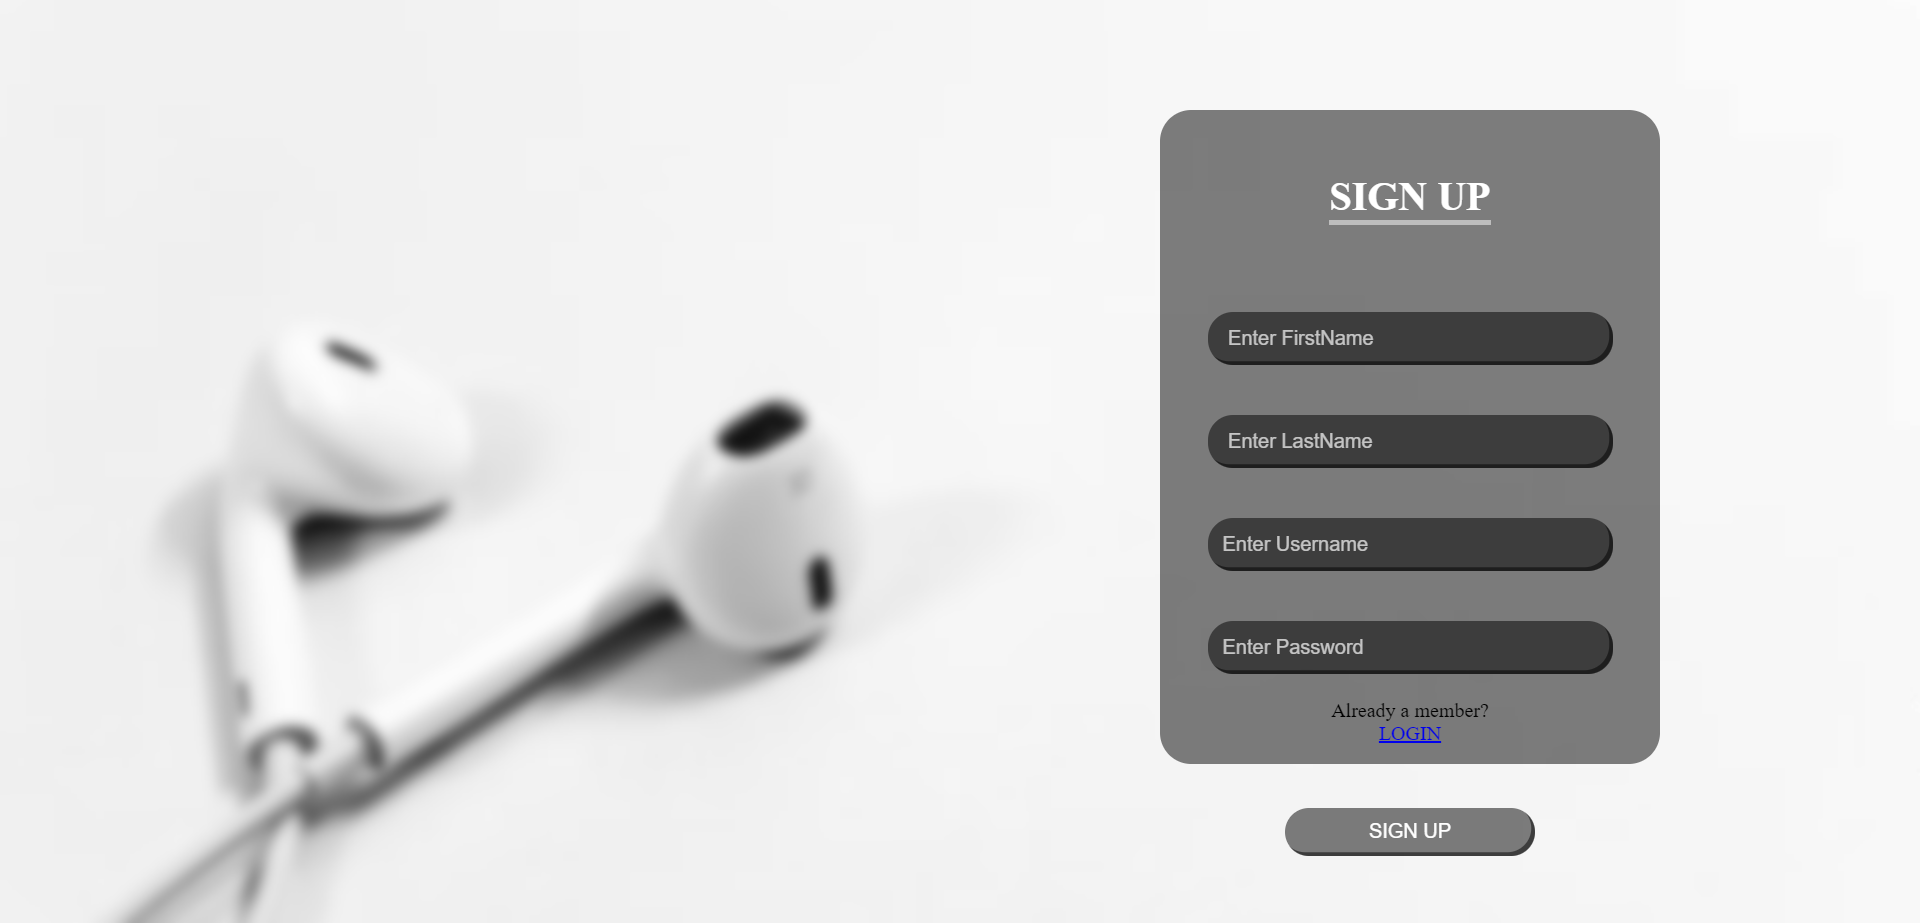 SIGN UP
Enter FirstName
Enter LastName
Enter Username
Enter Password
Already a member?
LOGIN
SIGN UP